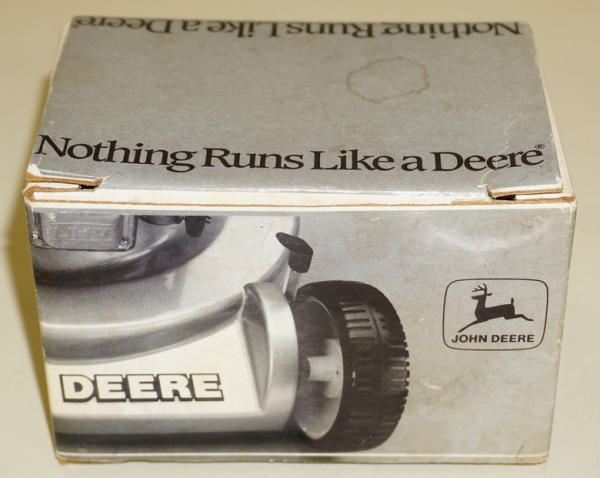 Nothing Runs Like a Deere
Nothing Runs Like a Deere®
DEERE
JOHN DEERE